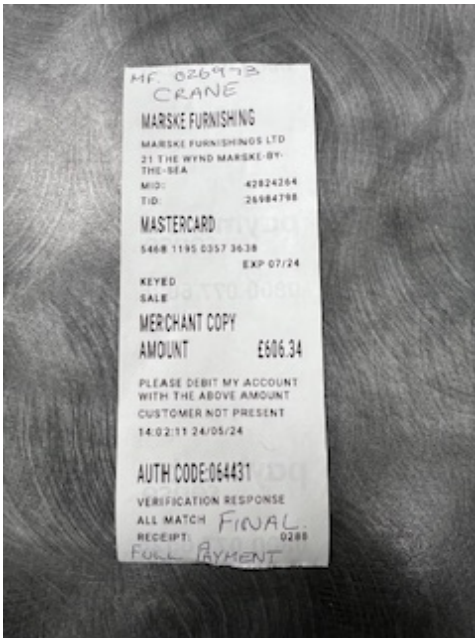 MF. 026973
CRANE
MARSKE FURNISHING
MARSKE FURNISHINGS LTD
21 THE WYND MARSKE-BY-
THE-SEA
MID: 42824264
TID: 26984798
MASTERCARD
5468 1195 0357 3638
EXP 07/24
KEYED
SALE
MERCHANT COPY
AMOUNT £606.34
PLEASE DEBIT MY ACCOUNT
WITH THE ABOVE AMOUNT
CUSTOMER NOT PRESENT
14:02:11 24/05/24
AUTH CODE:064431
VERIFICATION RESPONSE
ALL MATCH FINAL.
RECEIPT: 0288
FULL PAYMENT